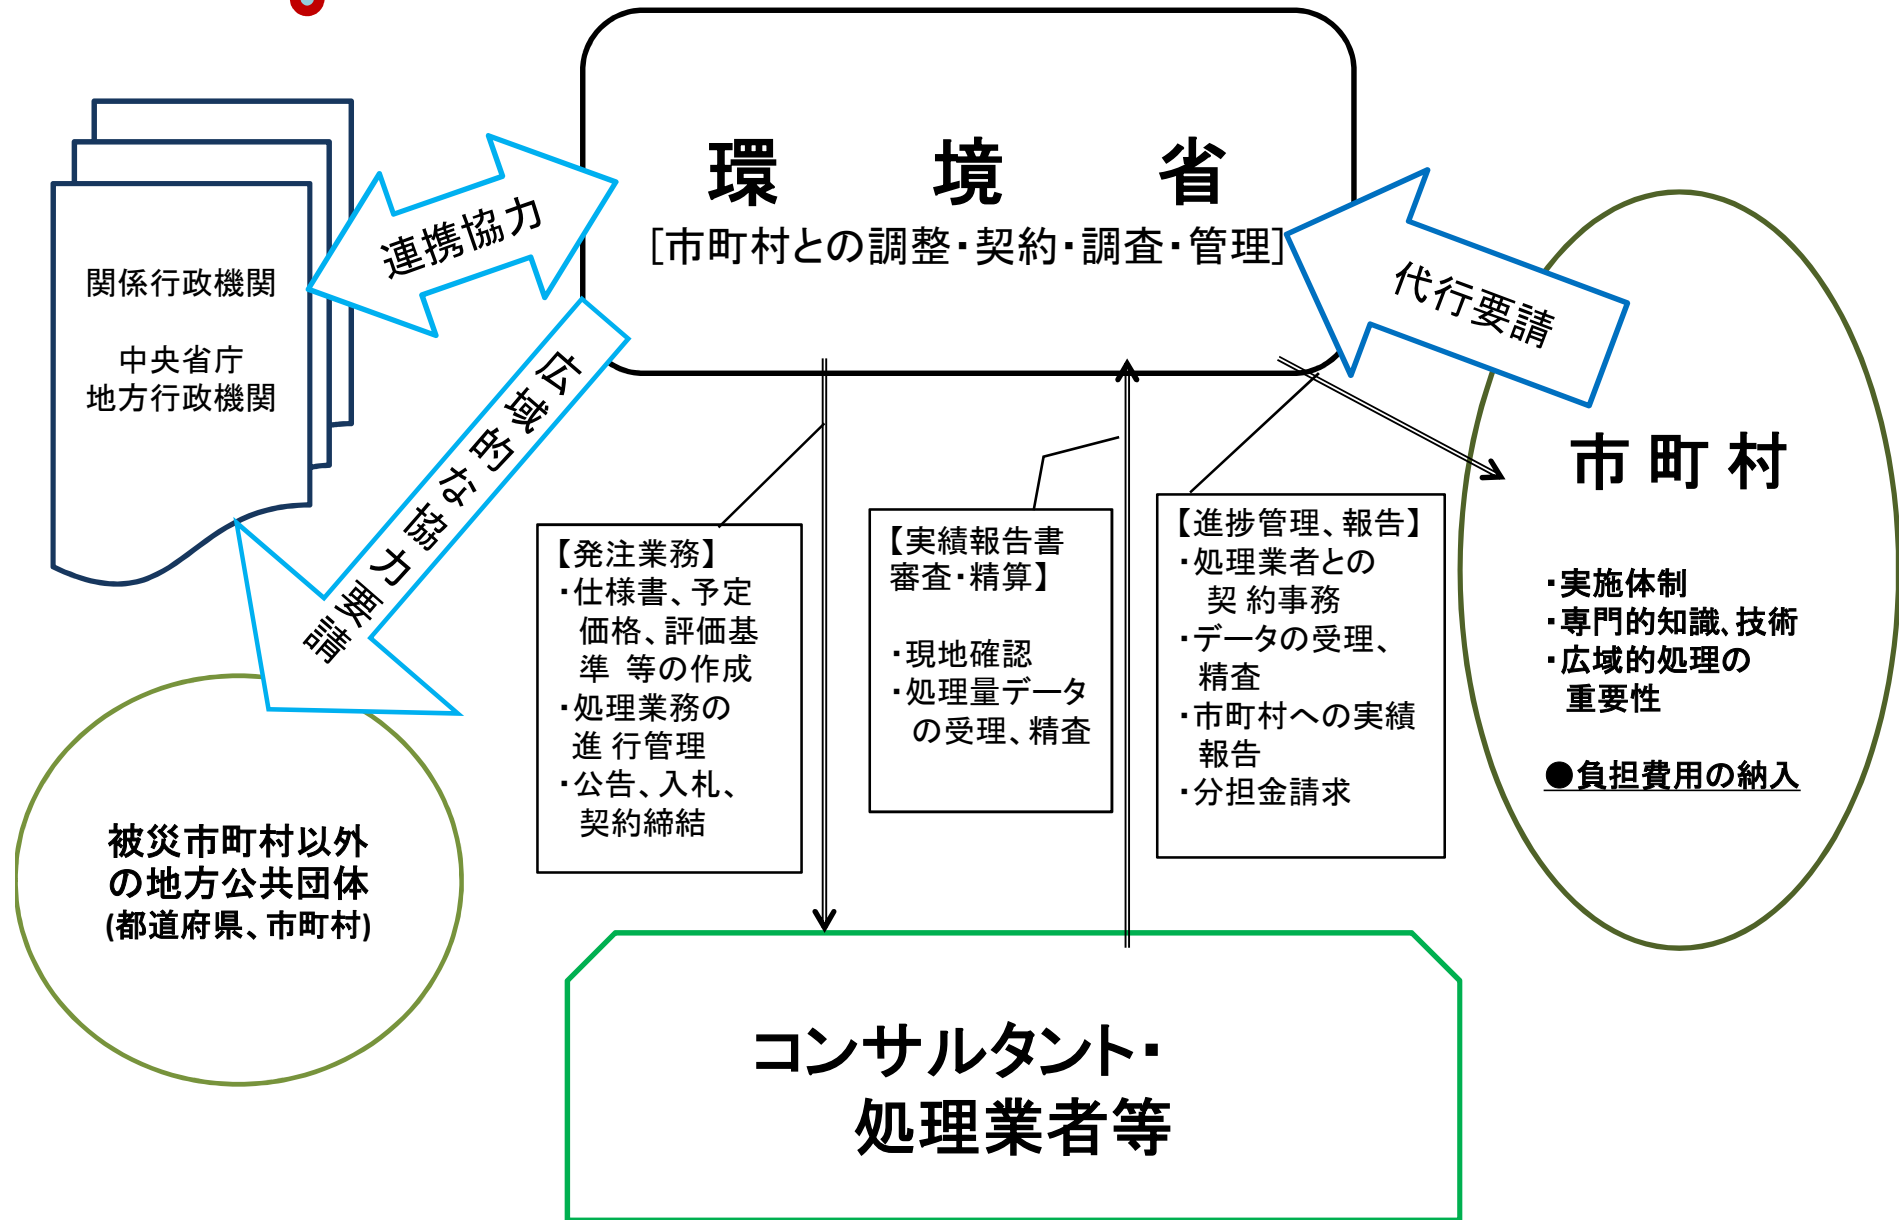 環 境 省
[市町村との調整・契約・調査・管理]
連携協力
関係行政機関
中央省庁
地方行政機関
代行要請
広域的な協力要請
市町村
・実施体制
・専門的知識、技術
・広域的処理の
重要性
●負担費用の納入
【発注業務】
・仕様書、予定
価格、評価基
準 等の作成
・処理業務の
進 行管理
・公告、入札、
契約締結
【実績報告書
審査・精算】
・現地確認
・処理量データ
の受理、精査
【進捗管理、報告】
・処理業者との
契 約事務
・データの受理、
精査
・市町村への実績
報告
・分担金請求
被災市町村以外
の地方公共団体
(都道府県、市町村)
コンサルタント・
処理業者等